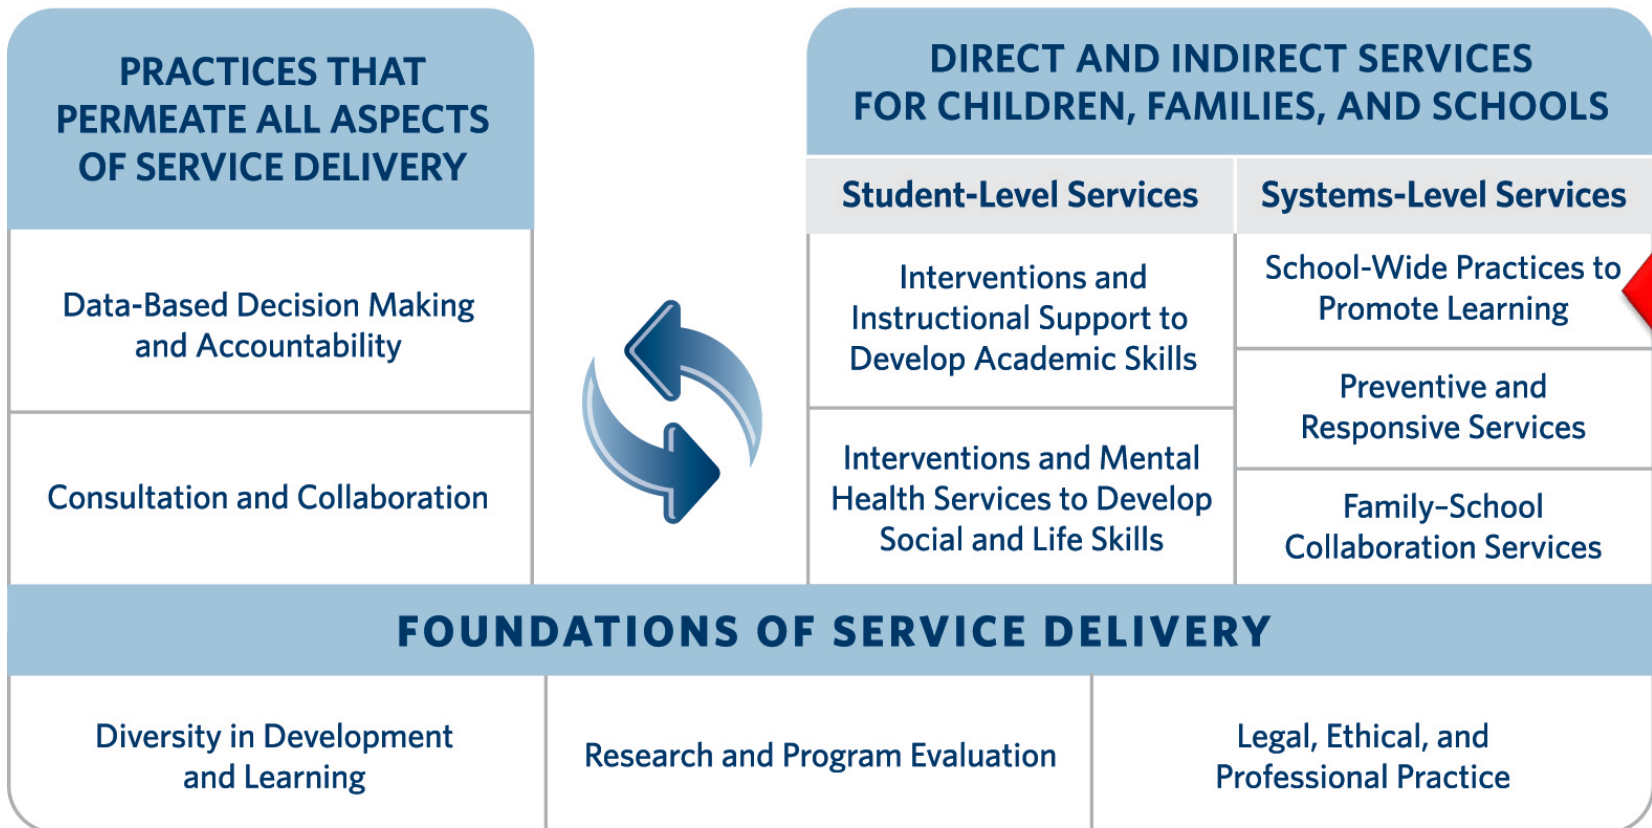 PRACTICES THAT
PERMEATE ALL ASPECTS
OF SERVICE DELIVERY
Data-Based Decision Making
and Accountability
Consultation and Collaboration
DIRECT AND INDIRECT SERVICES
FOR CHILDREN, FAMILIES, AND SCHOOLS
Student-Level Services
Interventions and
Instructional Support to
Develop Academic Skills
Interventions and Mental
Health Services to Develop
Social and Life Skills
Systems-Level Services
School-Wide Practices to
Promote Learning
Preventive and
Responsive Services
Family–School
Collaboration Services
FOUNDATIONS OF SERVICE DELIVERY
Diversity in Development
and Learning
Research and Program Evaluation
Legal, Ethical, and
Professional Practice